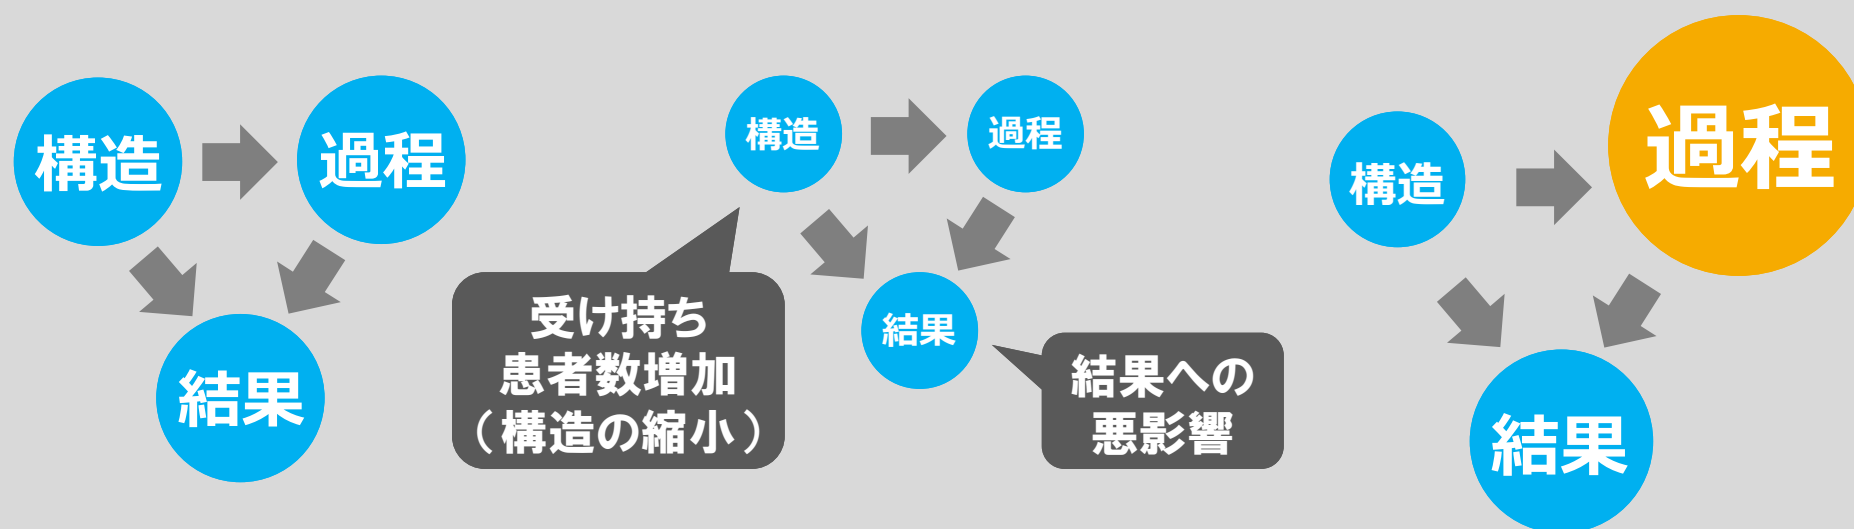 構造
過程
結果
構造
過程
結果
受け持ち
患者数増加
（構造の縮小）
結果への
悪影響
構造
過程
結果